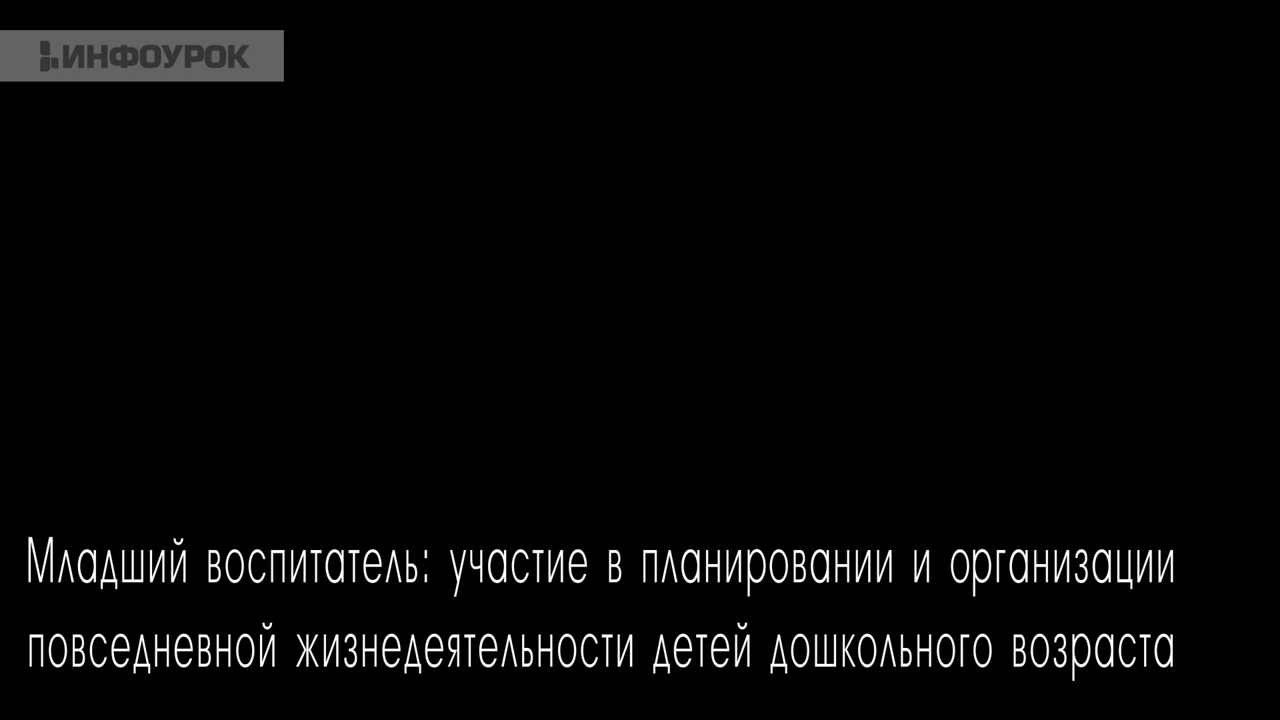 ИНФОУРОК
Младший воспитатель: участие в планировании и организации
повседневной жизнедеятельности детей дошкольного возраста